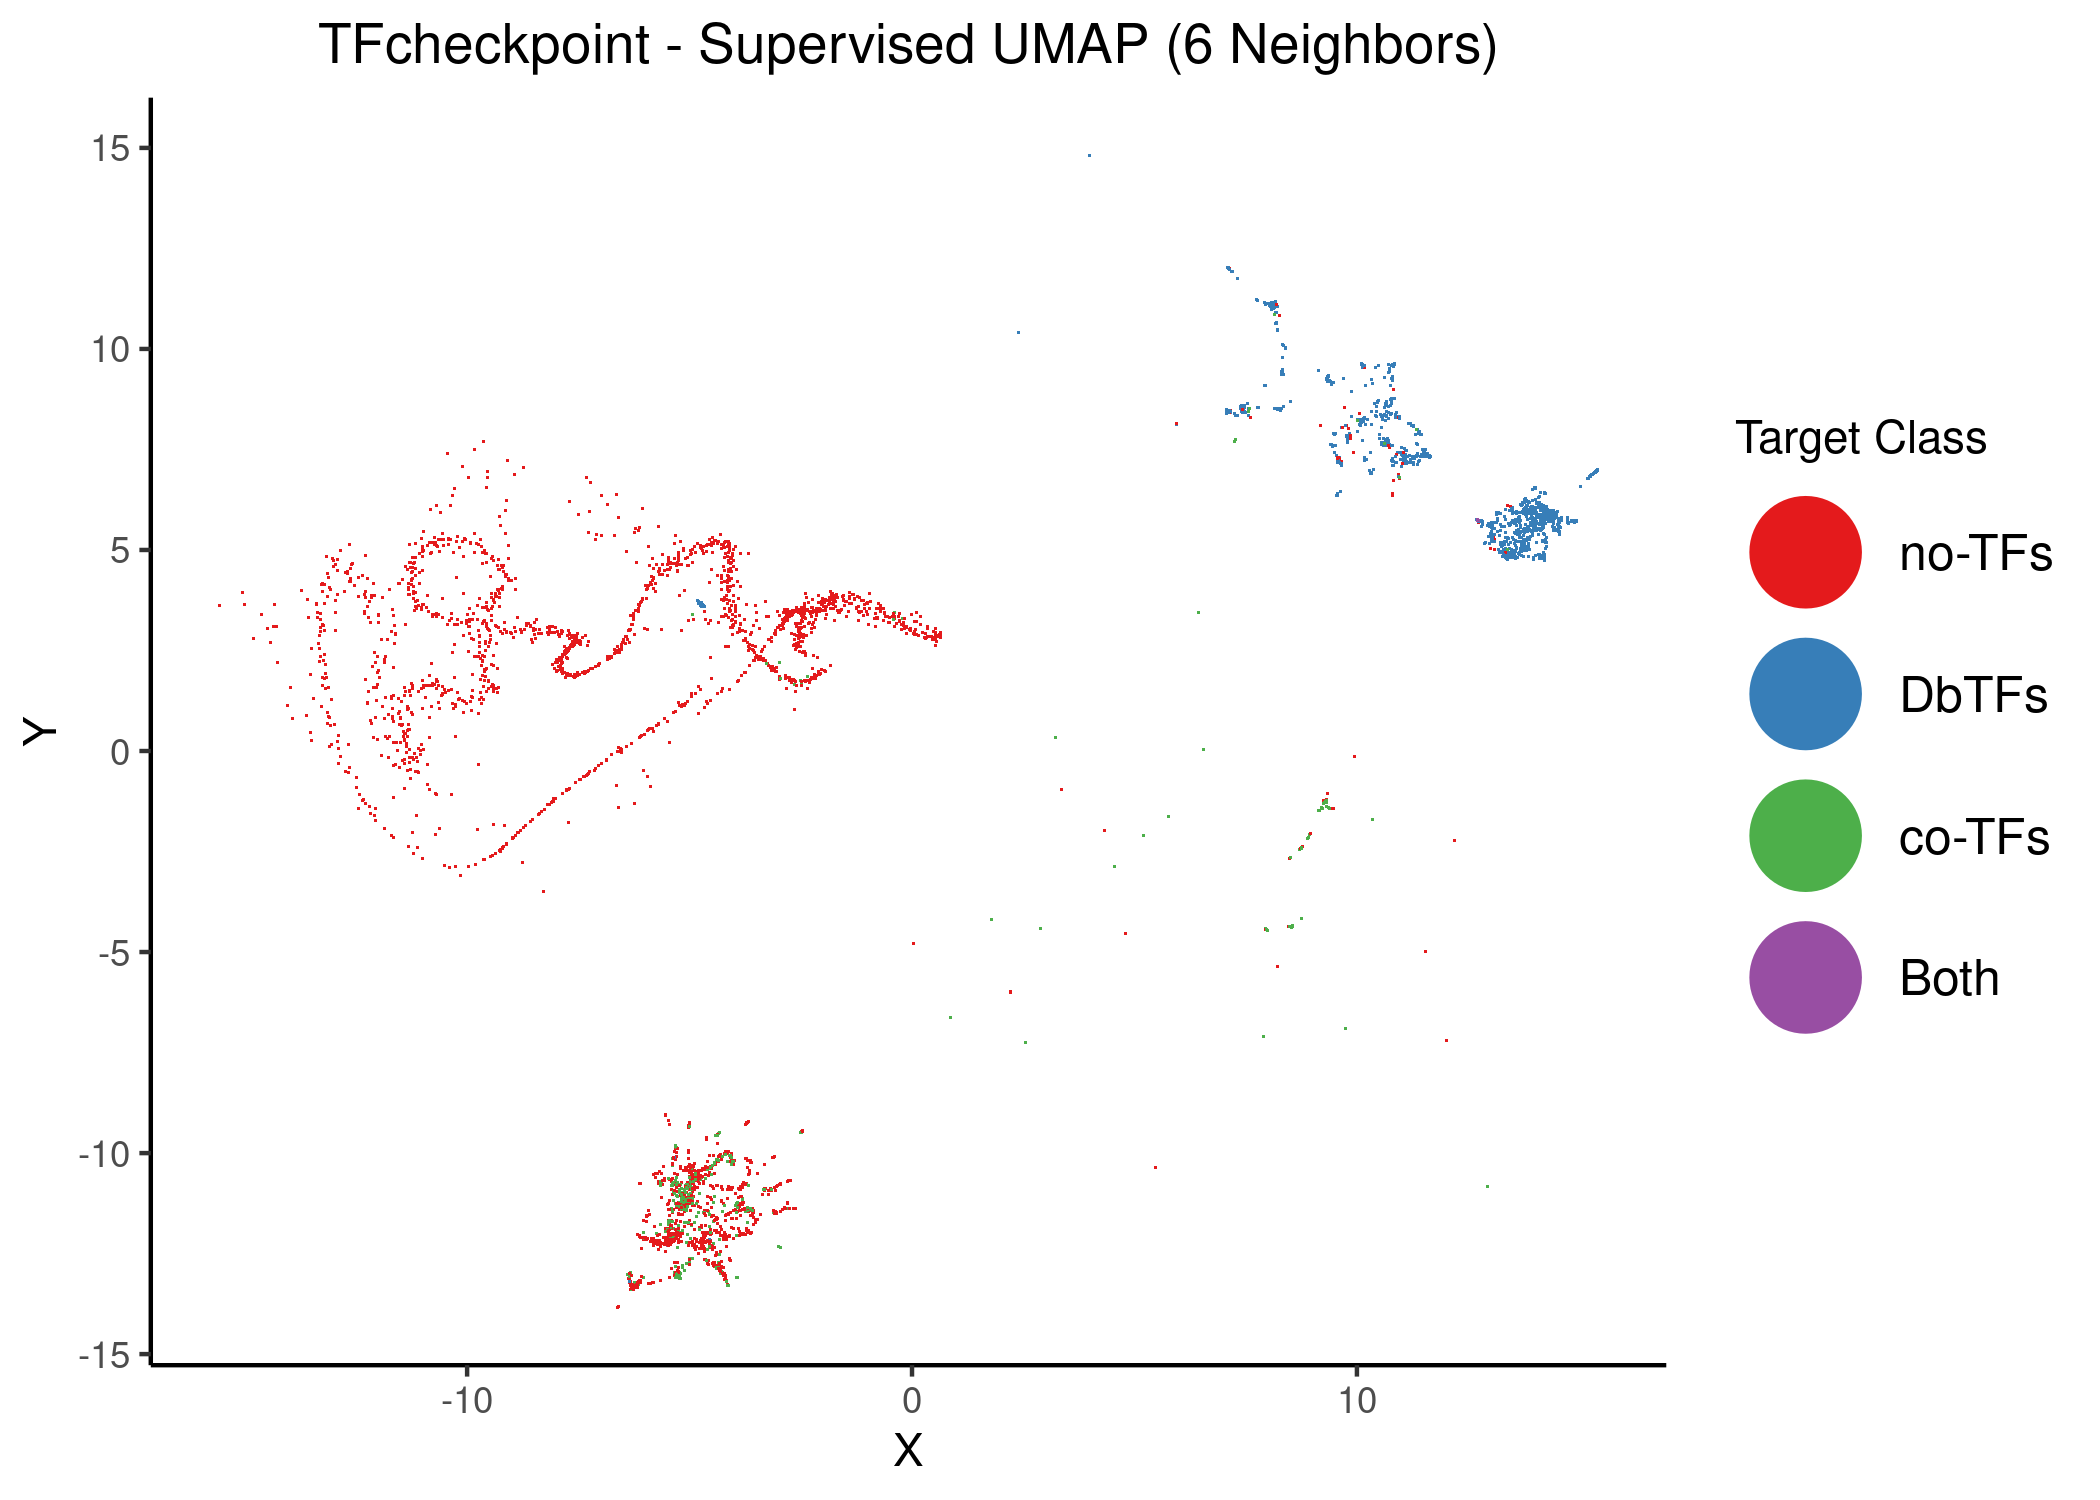 TFcheckpoint - Supervised UMAP (6 Neighbors)
15
10
5
0
-5
-10
-15
Y
-10 0 10
X
Target Class
no-TFs
DbTFs
co-TFs
Both